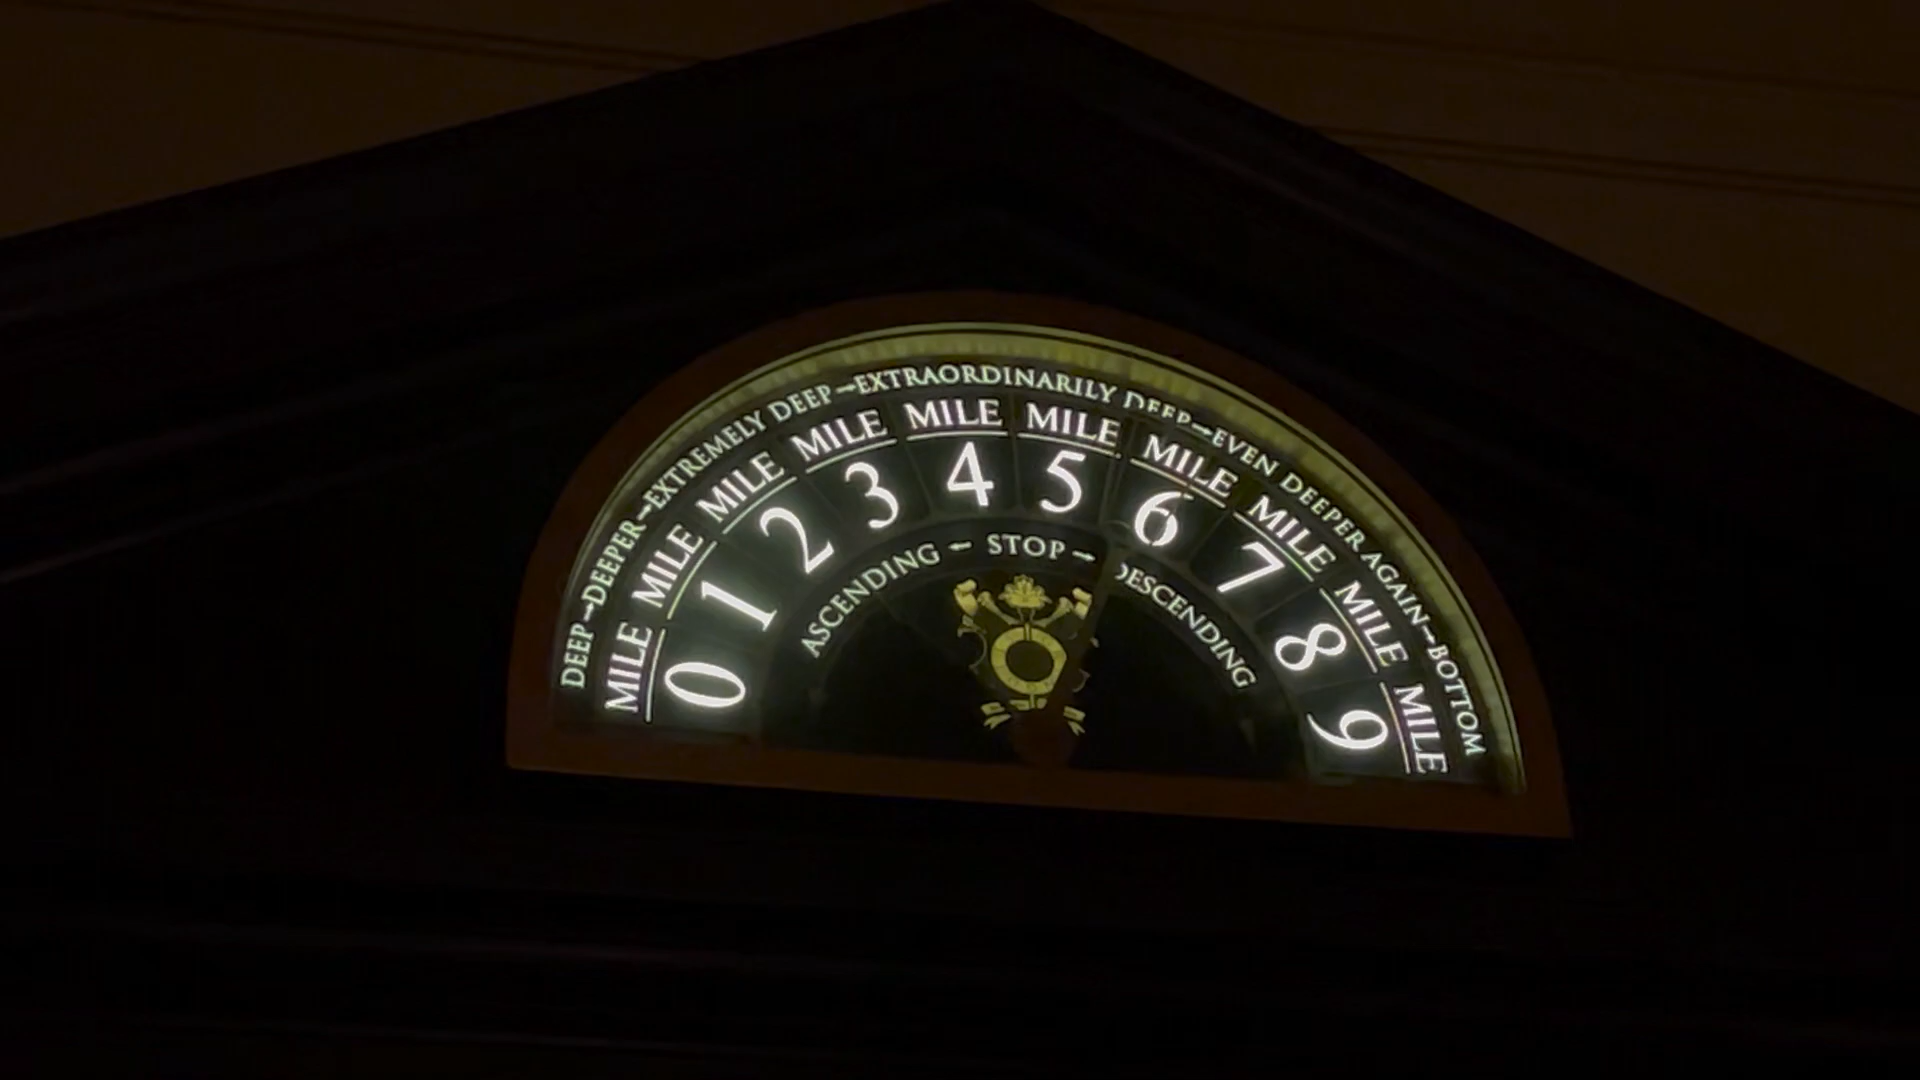 DEEP–DEEPER–EXTREMELY DEEP–EXTRAORDINARILY DEEP–EVEN DEEPER AGAIN–BOTTOM
MILE MILE MILE MILE MILE MILE MILE MILE MILE MILE
0 1 2 3 4 5 6 7 8 9
ASCENDING ← STOP → DESCENDING